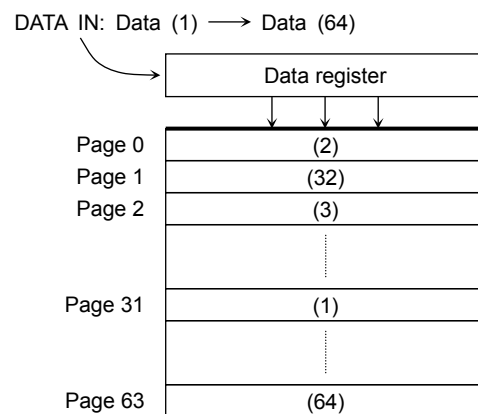 DATA IN: Data (1) → Data (64)
Data register
Page 0 (2)
Page 1 (32)
Page 2 (3)
Page 31 (1)
Page 63 (64)